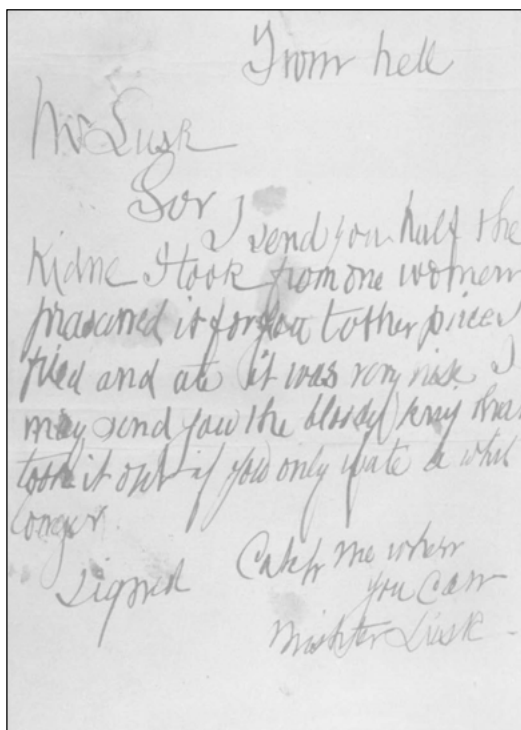 From hell
Mr Lusk
Sor
I send you half the
Kidne I took from one women
prasarved it for you tother piece I
fried and ate it was very nise I
may send you the bloody knif that
took it out if you only wate a whil
longer.
signed Catch me when
you can
Mishter Lusk.